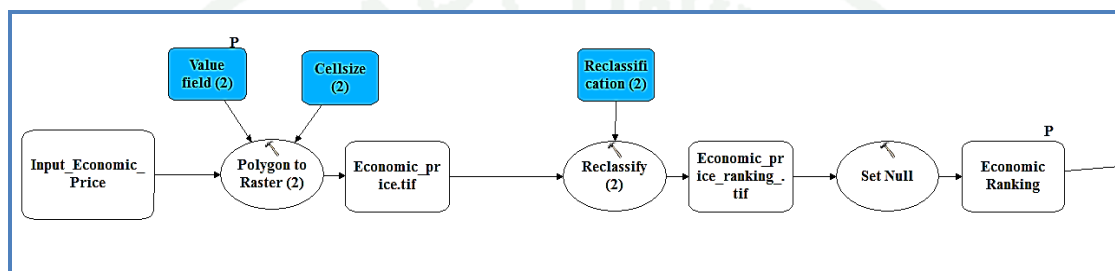 P
Value
field (2)
Cellsize
(2)
Reclassifi
cation (2)
Input_Economic_
Price
Polygon to
Raster (2)
Economic_pr
ice.tif
Reclassify
(2)
Economic_pr
ice_ranking_.
tif
Set Null
P
Economic
Ranking